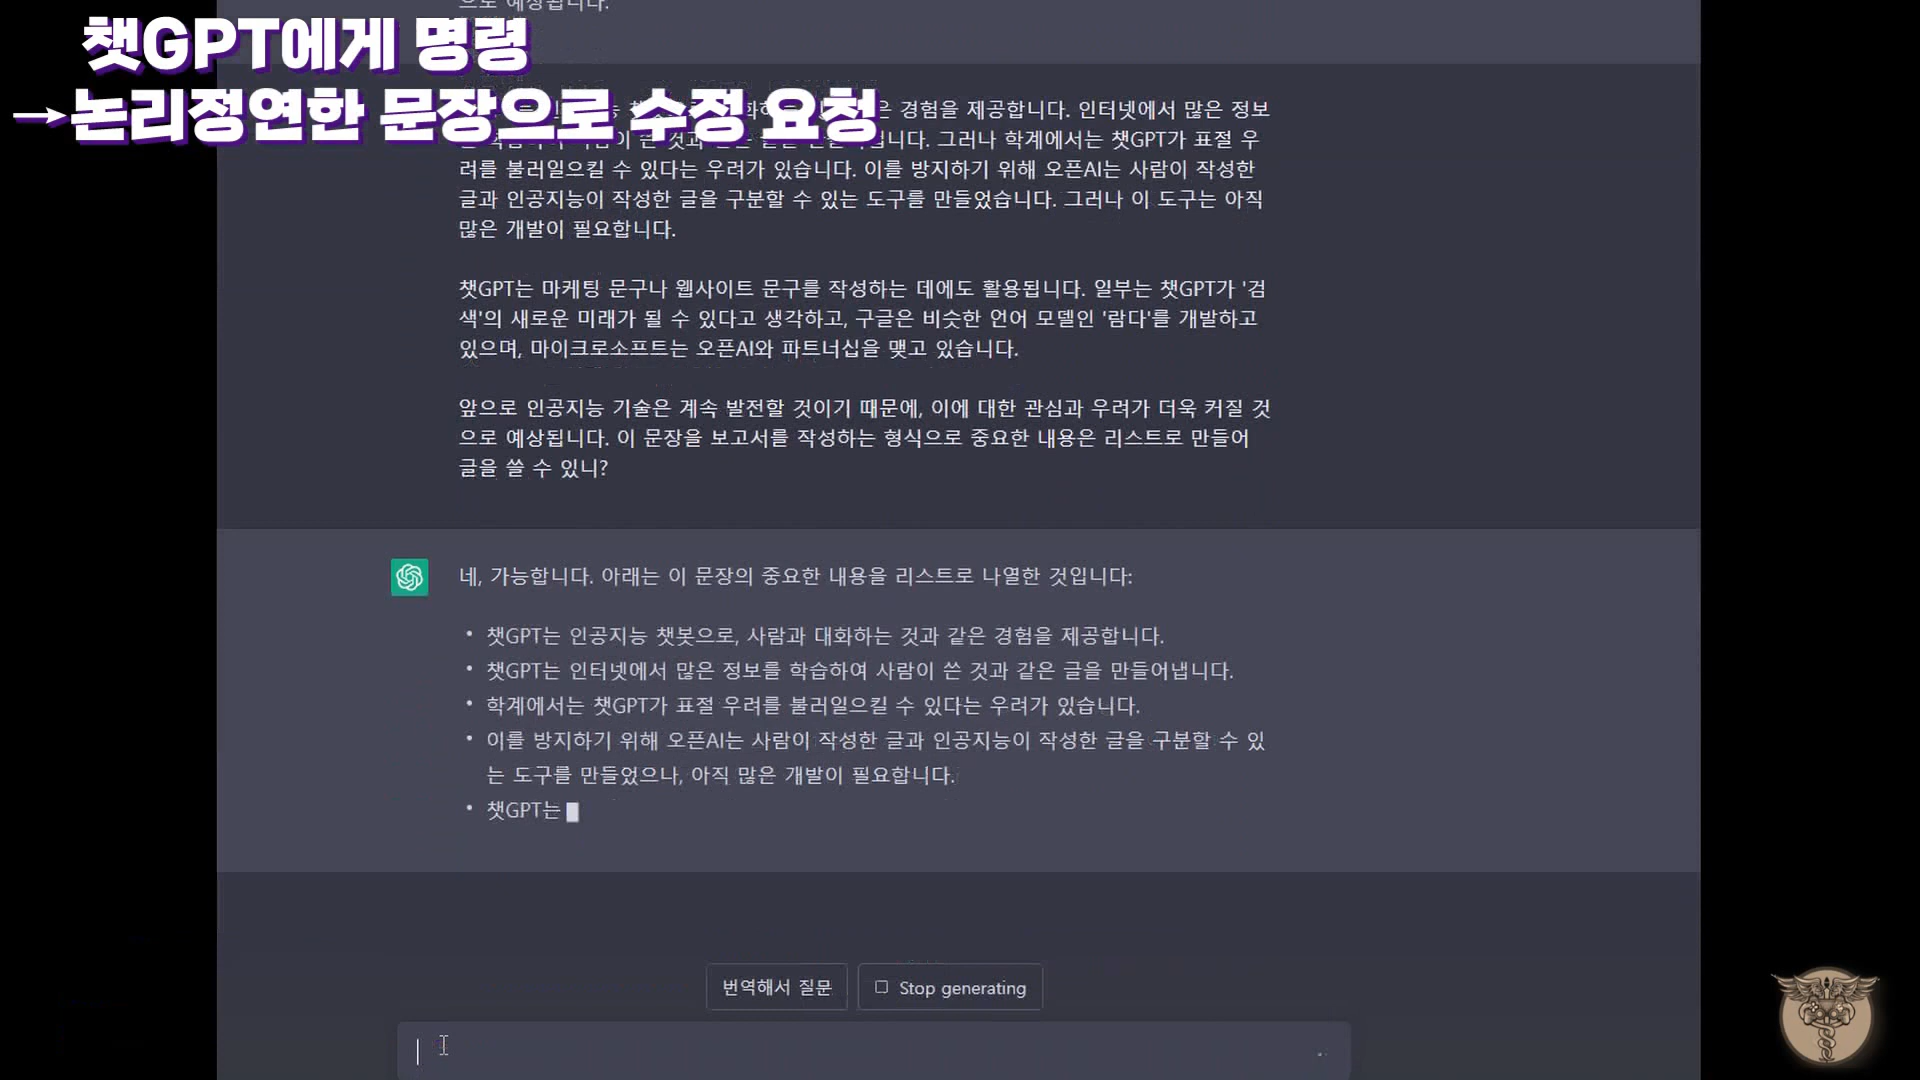 으로 예상됩니다.
챗GPT에게 명령
→논리정연한 문장으로 수정 요청
경험을 제공합니다. 인터넷에서 많은 정보
그러나 학계에서는 챗GPT가 표절 우
려를 불러일으킬 수 있다는 우려가 있습니다. 이를 방지하기 위해 오픈AI는 사람이 작성한
글과 인공지능이 작성한 글을 구분할 수 있는 도구를 만들었습니다. 그러나 이 도구는 아직
많은 개발이 필요합니다.
챗GPT는 마케팅 문구나 웹사이트 문구를 작성하는 데에도 활용됩니다. 일부는 챗GPT가 '검
색'의 새로운 미래가 될 수 있다고 생각하고, 구글은 비슷한 언어 모델인 '람다'를 개발하고
있으며, 마이크로소프트는 오픈AI와 파트너십을 맺고 있습니다.
앞으로 인공지능 기술은 계속 발전할 것이기 때문에, 이에 대한 관심과 우려가 더욱 커질 것
으로 예상됩니다. 이 문장을 보고서를 작성하는 형식으로 중요한 내용은 리스트로 만들어
글을 쓸 수 있니?
네, 가능합니다. 아래는 이 문장의 중요한 내용을 리스트로 나열한 것입니다:
• 챗GPT는 인공지능 챗봇으로, 사람과 대화하는 것과 같은 경험을 제공합니다.
• 챗GPT는 인터넷에서 많은 정보를 학습하여 사람이 쓴 것과 같은 글을 만들어냅니다.
• 학계에서는 챗GPT가 표절 우려를 불러일으킬 수 있다는 우려가 있습니다.
• 이를 방지하기 위해 오픈AI는 사람이 작성한 글과 인공지능이 작성한 글을 구분할 수 있
는 도구를 만들었으나, 아직 많은 개발이 필요합니다.
• 챗GPT는
번역해서 질문
Stop generating